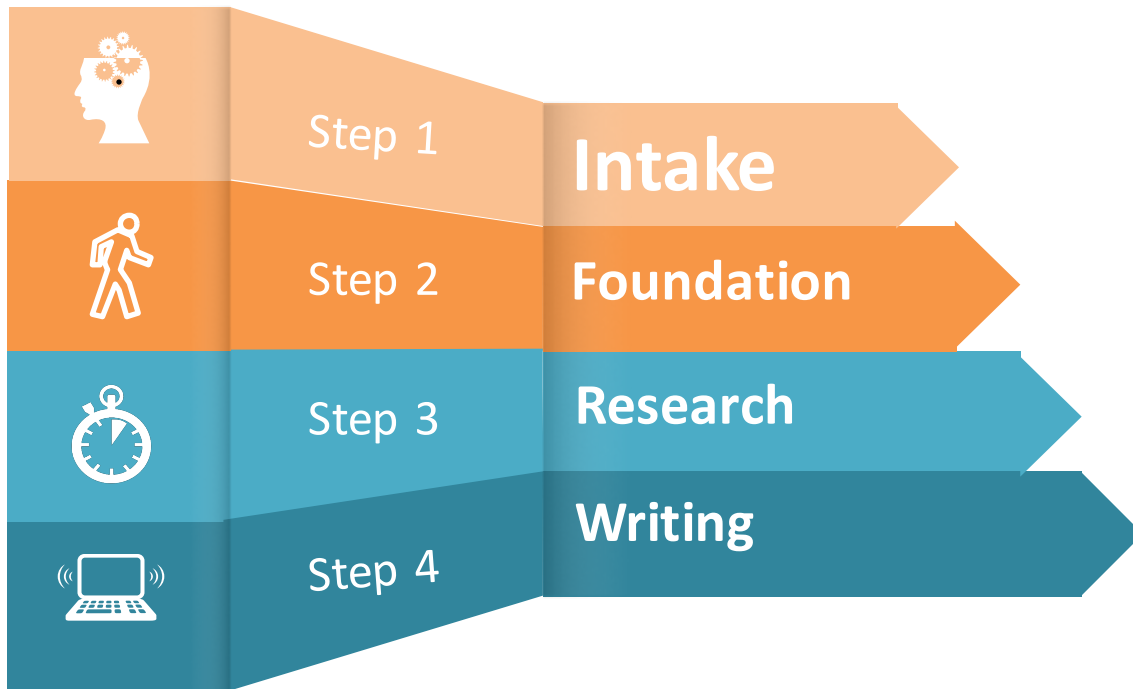 Step 1
Intake
Step 2
Foundation
Step 3
Research
Step 4
Writing